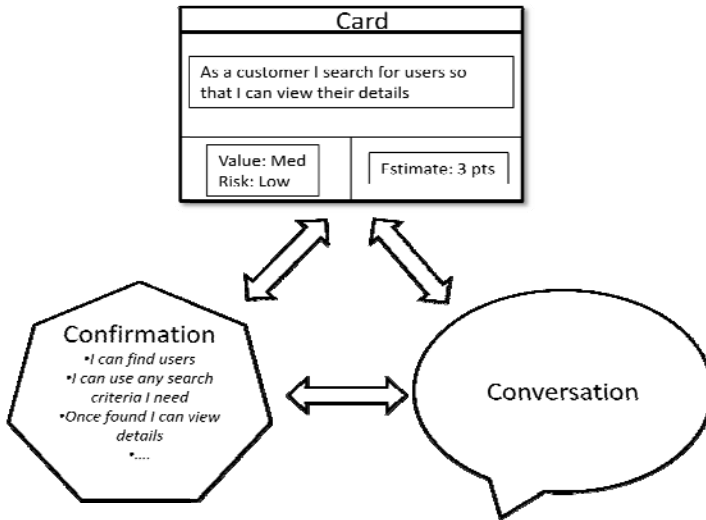 Card
As a customer I search for users so
that I can view their details
Value: Med
Risk: Low
Estimate: 3 pts
Confirmation
•I can find users
•I can use any search
criteria I need
•Once found I can view
details
•....
Conversation